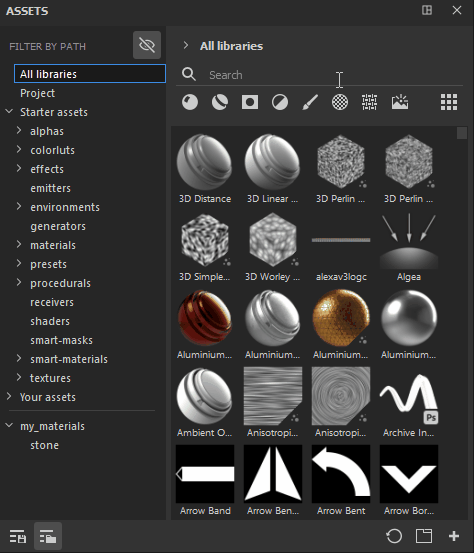 ASSETS
FILTER BY PATH
All libraries
Project
Starter assets
alphas
colorluts
effects
emitters
environments
generators
materials
presets
procedurals
receivers
shaders
smart-masks
smart-materials
textures
Your assets
my_materials
stone
All libraries
Search
3D Distance
3D Linear ...
3D Perlin ...
3D Perlin ...
3D Simple...
3D Worley ...
alexav3logc
Algea
Aluminium...
Aluminium...
Aluminium...
Aluminium...
Ambient O...
Anisotropi...
Anisotropi...
Archive In...
Ps
Arrow Band
Arrow Ben...
Arrow Bent
Arrow Bor...